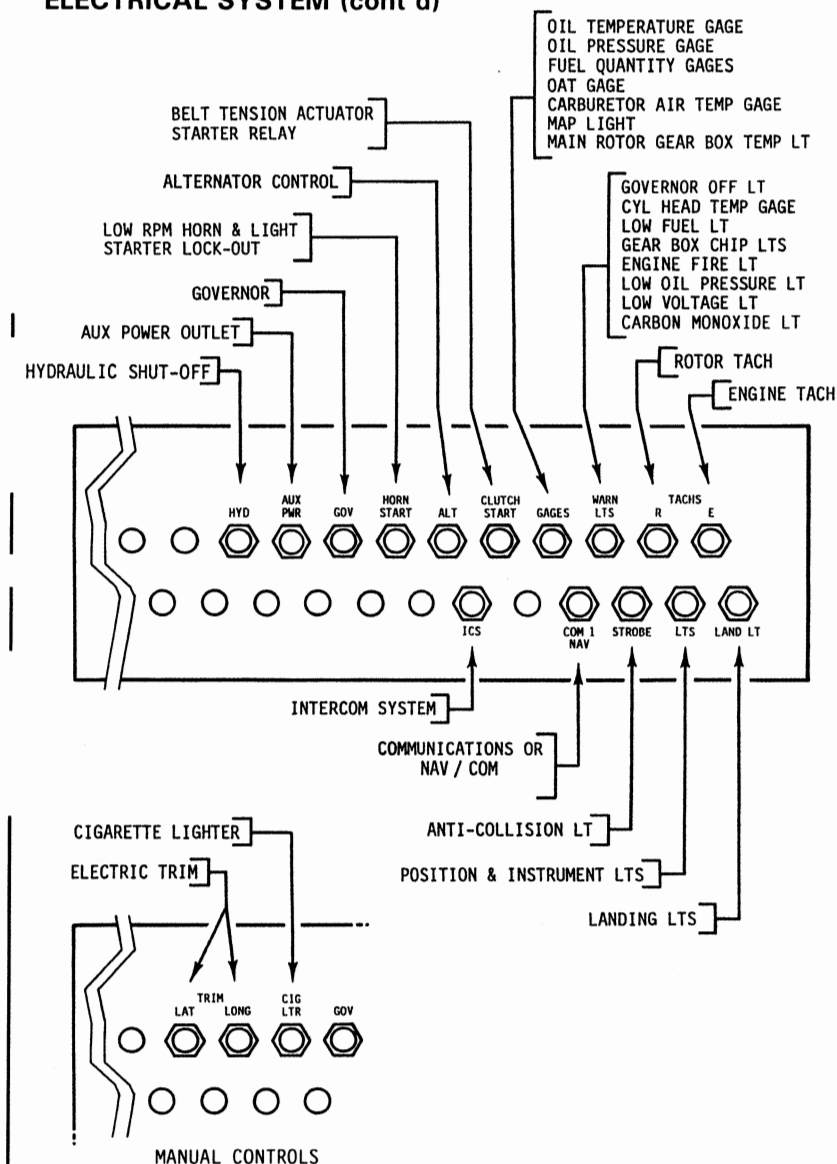 ELECTRICAL SYSTEM (cont'd)
OIL TEMPERATURE GAGE
OIL PRESSURE GAGE
FUEL QUANTITY GAGES
OAT GAGE
CARBURETOR AIR TEMP GAGE
MAP LIGHT
MAIN ROTOR GEAR BOX TEMP LT
BELT TENSION ACTUATOR
STARTER RELAY
ALTERNATOR CONTROL
LOW RPM HORN & LIGHT
STARTER LOCK-OUT
GOVERNOR
AUX POWER OUTLET
HYDRAULIC SHUT-OFF
GOVERNOR OFF LT
CYL HEAD TEMP GAGE
LOW FUEL LT
GEAR BOX CHIP LTS
ENGINE FIRE LT
LOW OIL PRESSURE LT
LOW VOLTAGE LT
CARBON MONOXIDE LT
ROTOR TACH
ENGINE TACH
HYD
AUX
PWR
GOV
HORN
START
ALT
CLUTCH
START
GAGES
WARN
LTS
TACHS
R E
ICS
COM 1
NAV
STROBE
LTS
LAND LT
INTERCOM SYSTEM
COMMUNICATIONS OR
NAV / COM
ANTI-COLLISION LT
POSITION & INSTRUMENT LTS
LANDING LTS
CIGARETTE LIGHTER
ELECTRIC TRIM
TRIM
LAT LONG
CIG
LTR
GOV
MANUAL CONTROLS